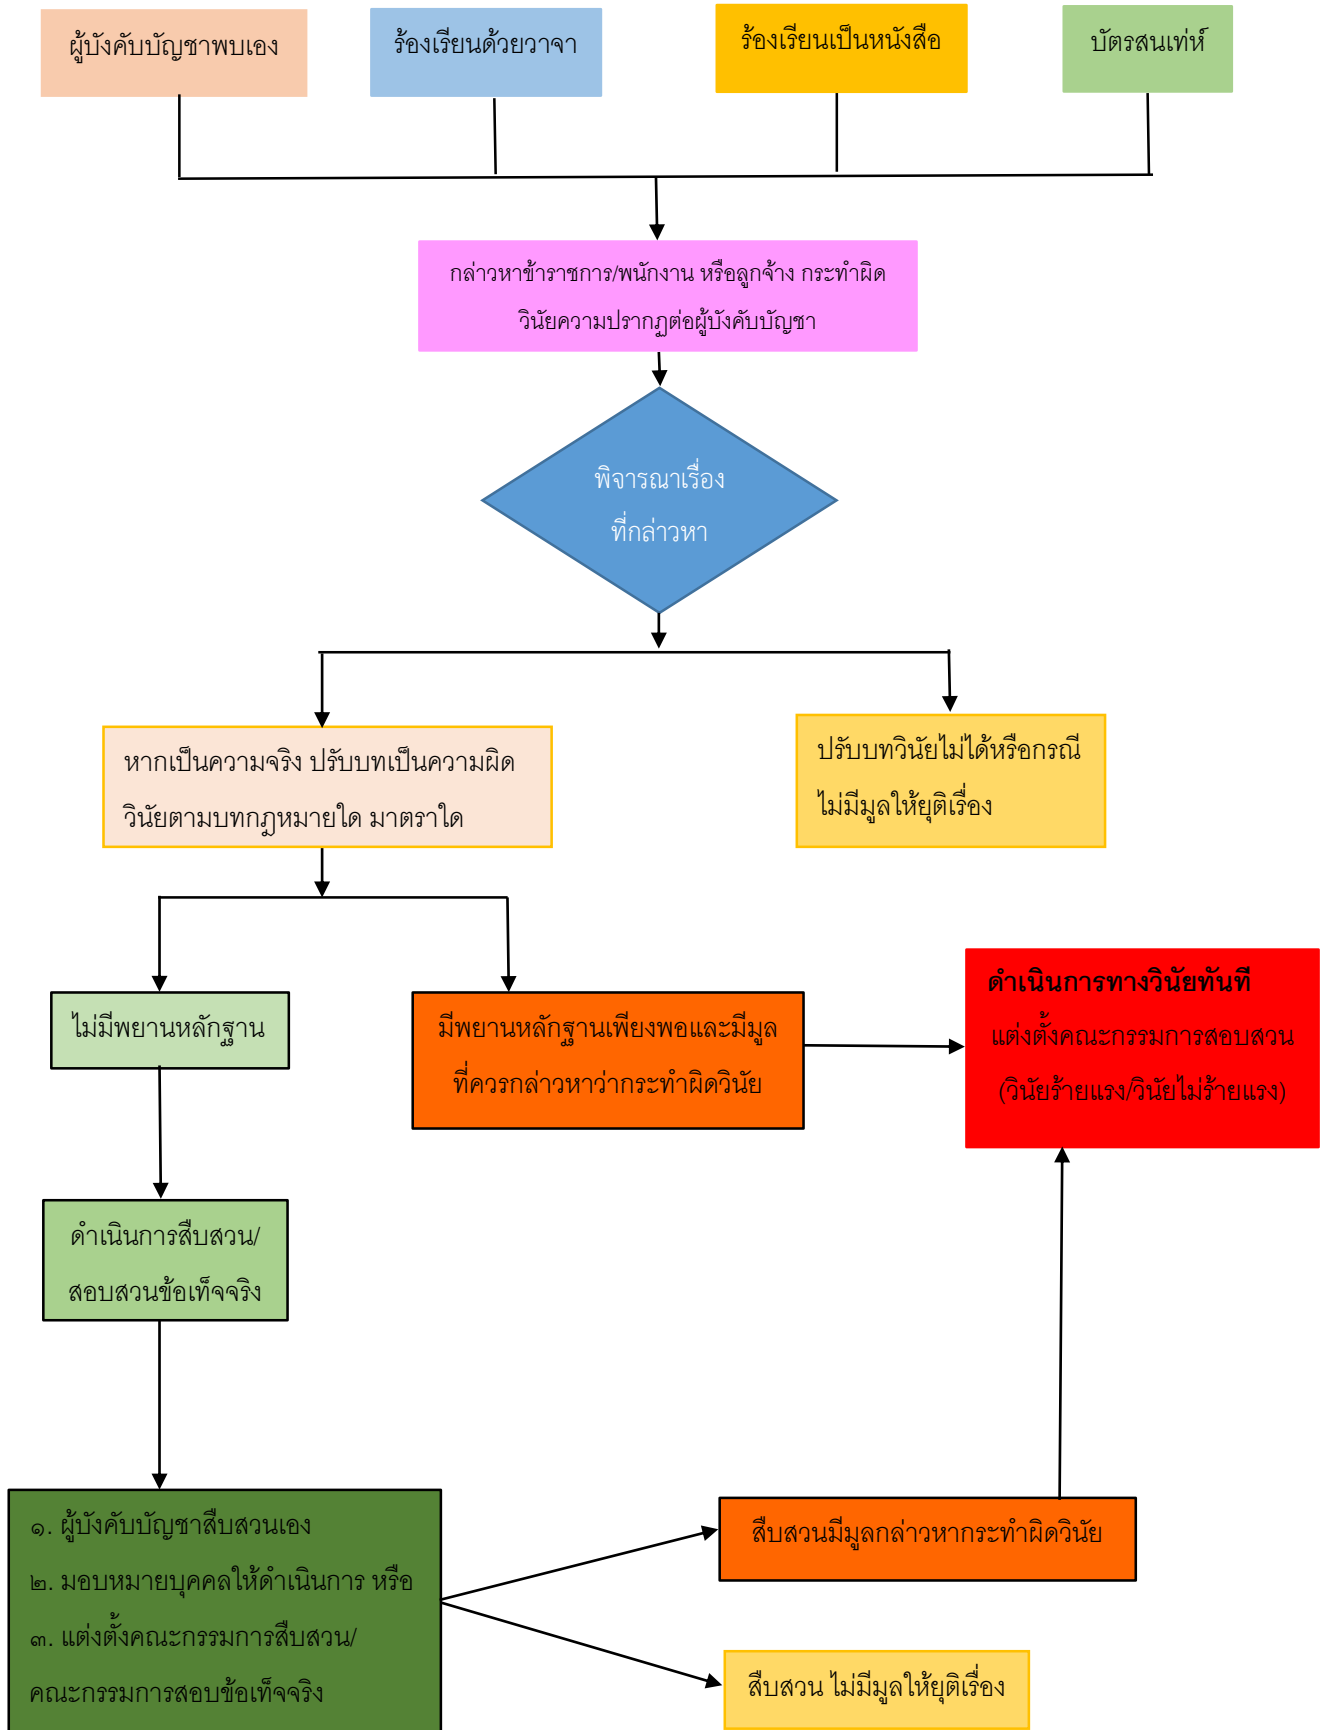 ผู้บังคับบัญชาพบเอง
ร้องเรียนด้วยวาจา
ร้องเรียนเป็นหนังสือ
บัตรสนเท่ห์
กล่าวหาข้าราชการ/พนักงาน หรือลูกจ้าง กระทำผิด
วินัยความปรากฏต่อผู้บังคับบัญชา
พิจารณาเรื่อง
ที่กล่าวหา
หากเป็นความจริง ปรับบทเป็นความผิด
วินัยตามบทกฎหมายใด มาตราใด
ปรับบทวินัยไม่ได้หรือกรณี
ไม่มีมูลให้ยุติเรื่อง
ไม่มีพยานหลักฐาน
มีพยานหลักฐานเพียงพอและมีมูล
ที่ควรกล่าวหาว่ากระทำผิดวินัย
ดำเนินการทางวินัยทันที
แต่งตั้งคณะกรรมการสอบสวน
(วินัยร้ายแรง/วินัยไม่ร้ายแรง)
ดำเนินการสืบสวน/
สอบสวนข้อเท็จจริง
๑. ผู้บังคับบัญชาสืบสวนเอง
๒. มอบหมายบุคคลให้ดำเนินการ หรือ
๓. แต่งตั้งคณะกรรมการสืบสวน/
คณะกรรมการสอบข้อเท็จจริง
สืบสวนมีมูลกล่าวหากระทำผิดวินัย
สืบสวน ไม่มีมูลให้ยุติเรื่อง